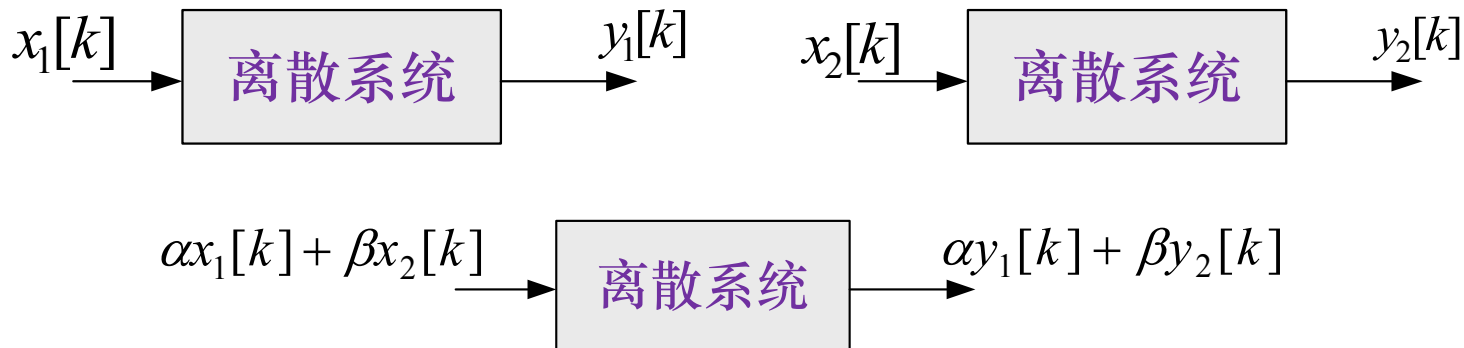 x₁[k] 离散系统 y₁[k] x₂[k] 离散系统 y₂[k]
αx₁[k] + βx₂[k] 离散系统 αy₁[k] + βy₂[k]